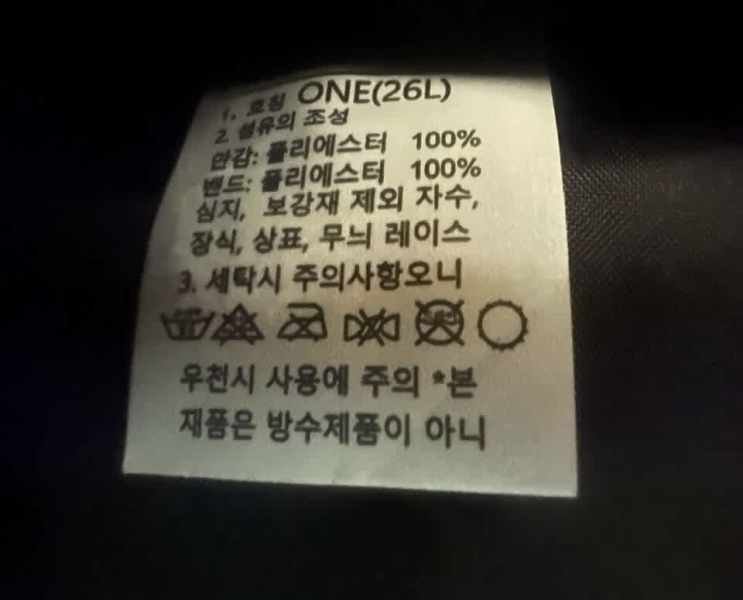 1. 호칭 ONE(26L)
2. 섬유의 조성
안감: 폴리에스터 100%
밴드: 폴리에스터 100%
심지, 보강재 제외 자수,
장식, 상표, 무늬 레이스
3. 세탁시 주의사항오니
우천시 사용에 주의 *본
재품은 방수제품이 아니